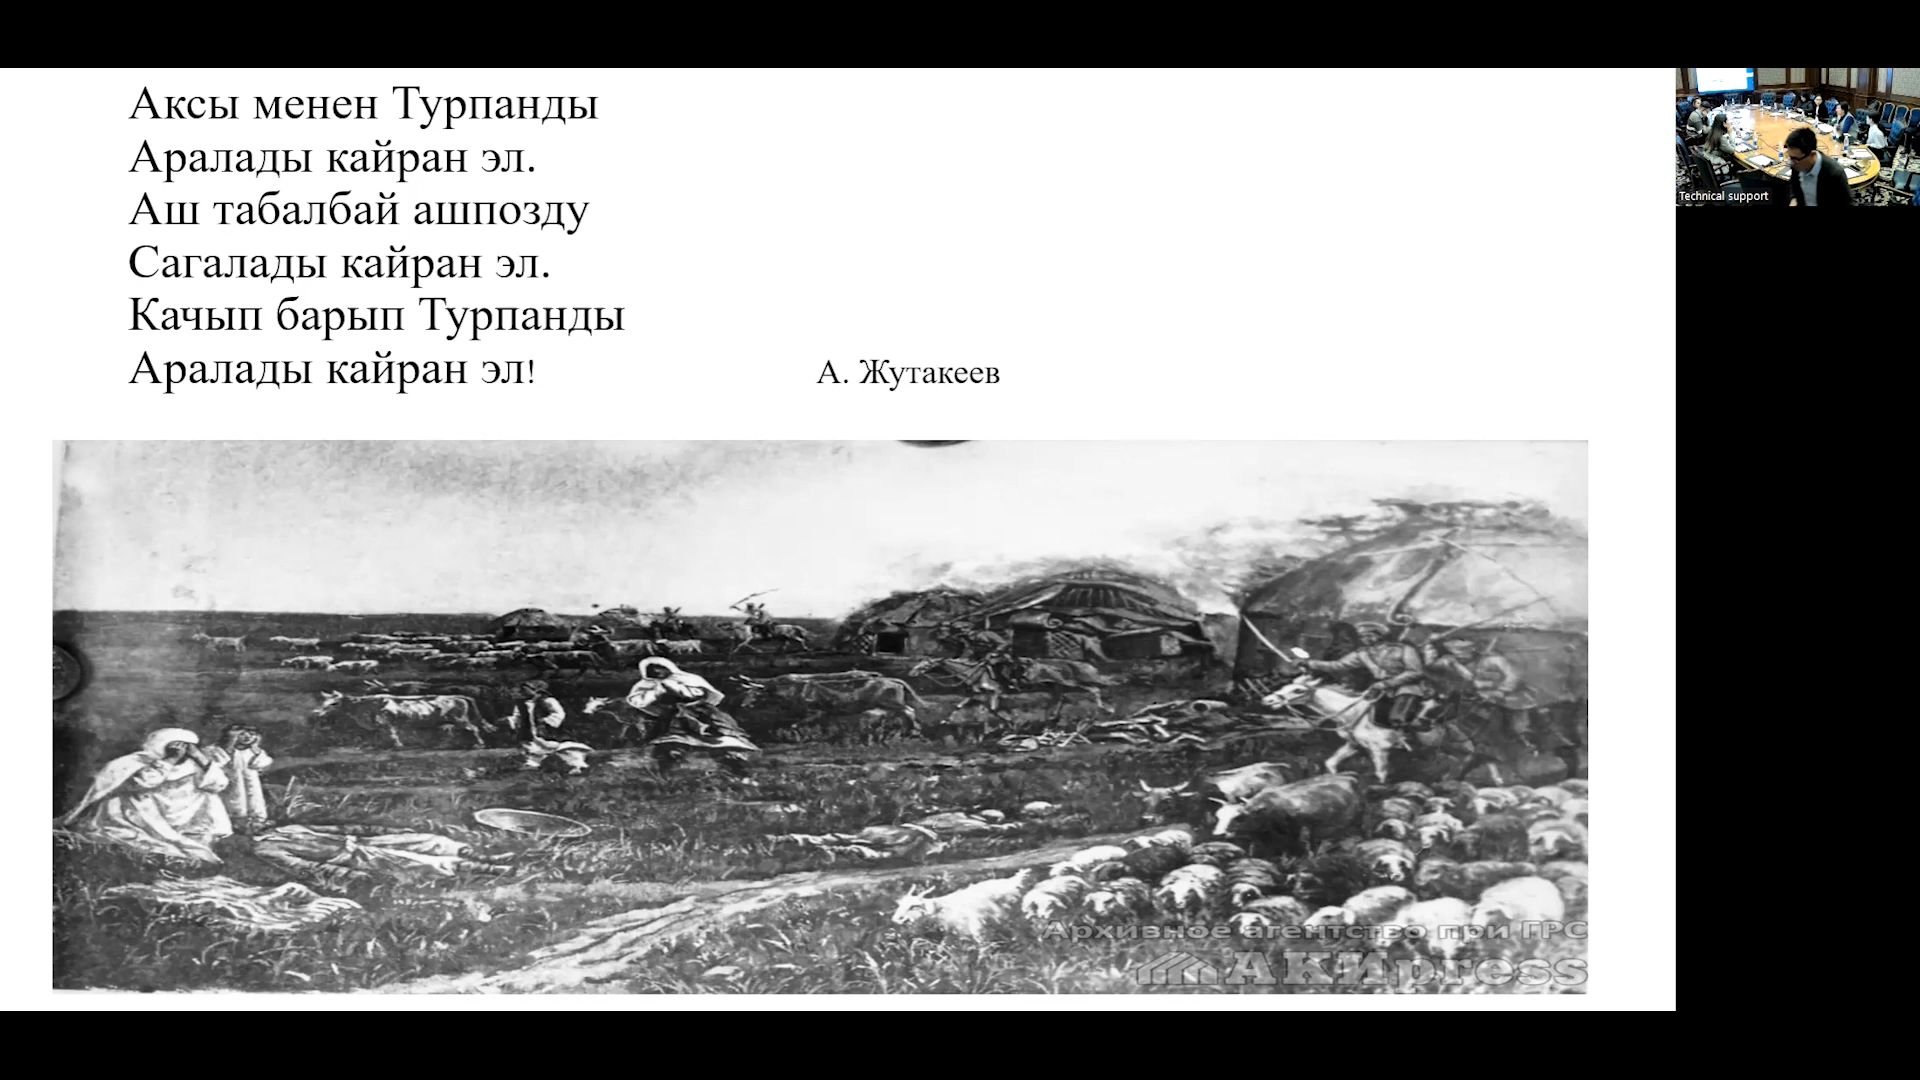 Аксы менен Турпанды
Аралады кайран эл.
Аш табалбай ашпозду
Сагалады кайран эл.
Качып барып Турпанды
Аралады кайран эл!
А. Жутакеев
Technical support
Архивное агентство при ГРС
АКИpress